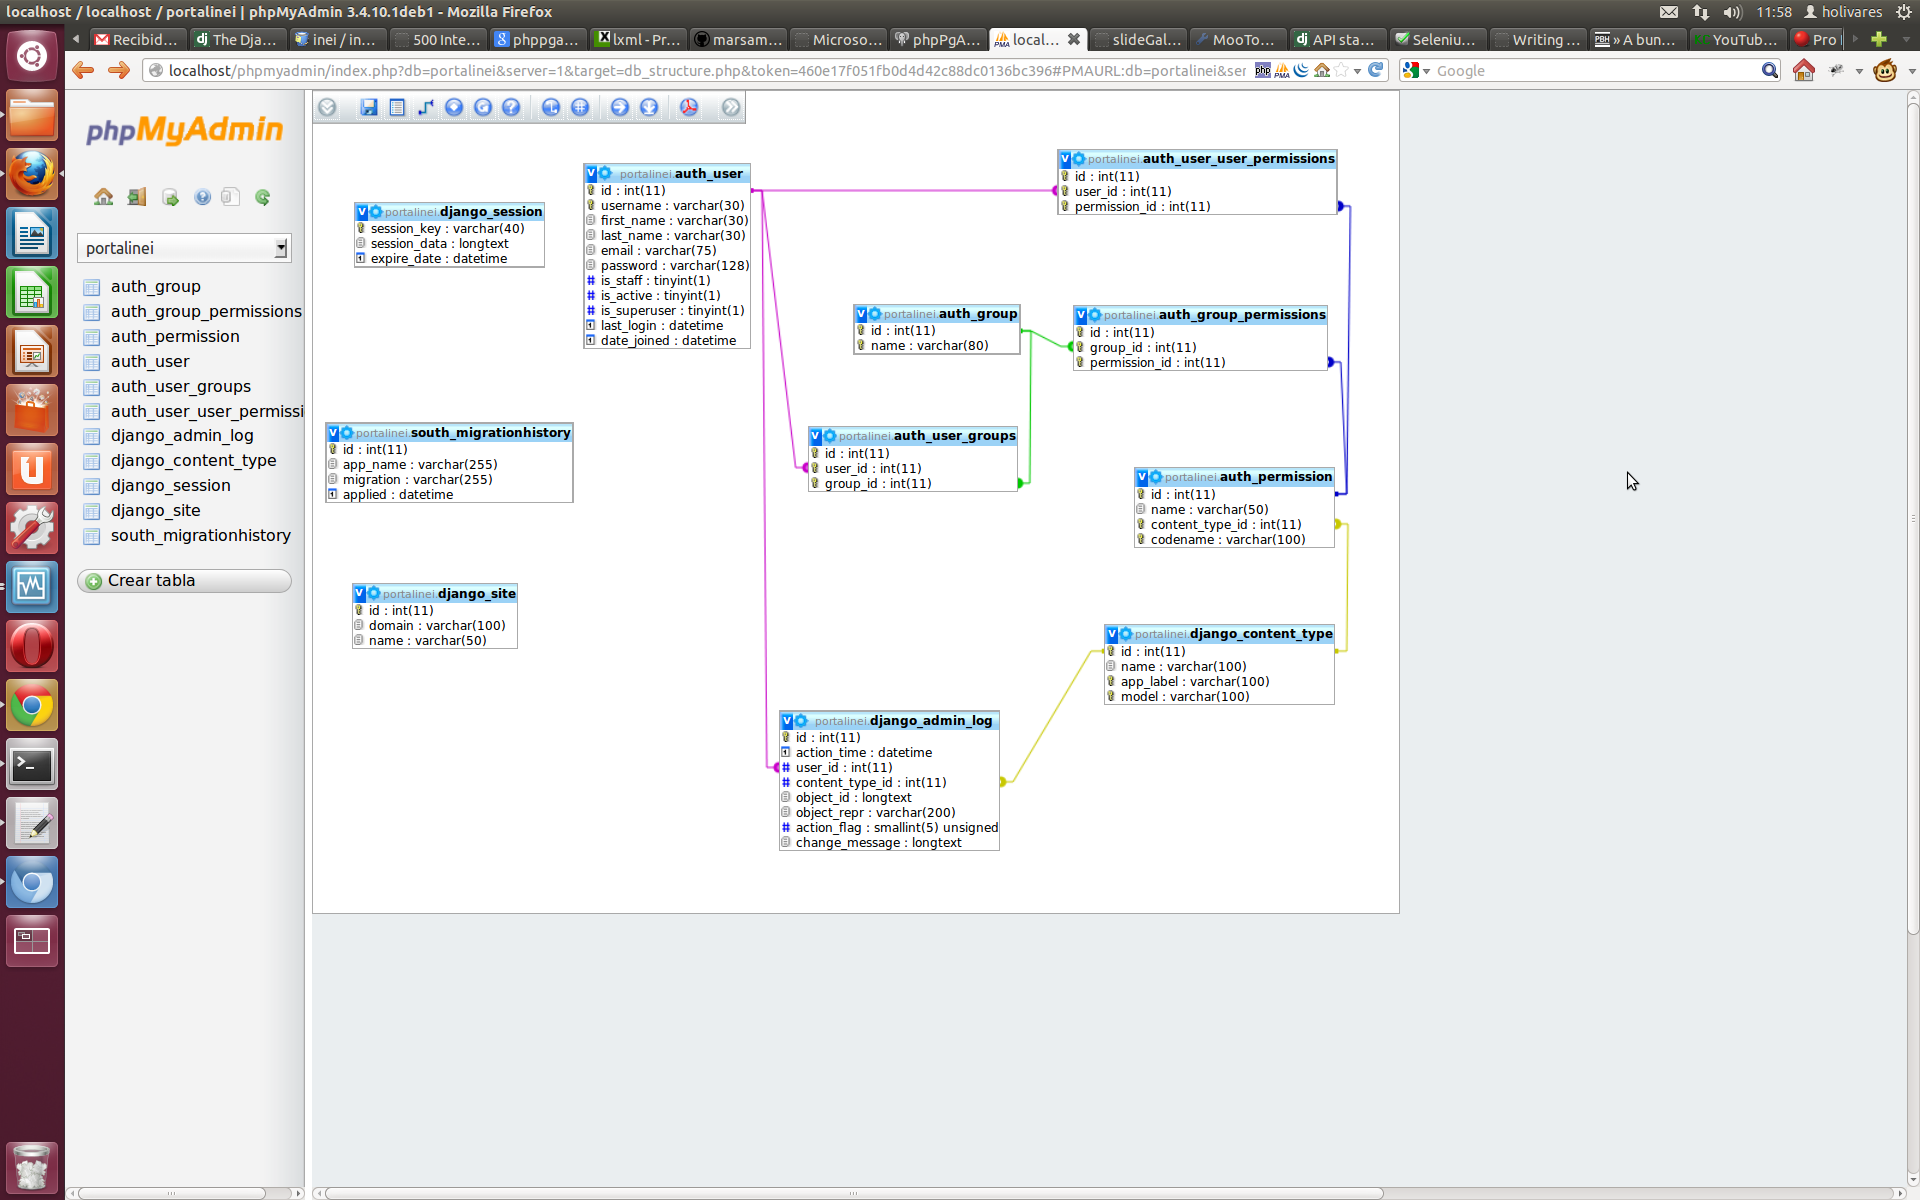 localhost / localhost / portalinei | phpMyAdmin 3.4.10.1deb1 - Mozilla Firefox
11:58 holivares
Recibid... The Dja... inei / in... 500 Inte... phppga... lxml - Pr... marsam... Microso... phpPgA... local... slideGal... MooTo... API sta... Seleniu... Writing ... » A bun... YouTub... Pro
localhost/phpmyadmin/index.php?db=portalinei&server=1&target=db_structure.php&token=460e17f051fb0d4d42c88dc0136bc396#PMAURL:db=portalinei&ser
Google
phpMyAdmin
portalinei
auth_group
auth_group_permissions
auth_permission
auth_user
auth_user_groups
auth_user_user_permissi
django_admin_log
django_content_type
django_session
django_site
south_migrationhistory
Crear tabla
portalinei.django_session
session_key : varchar(40)
session_data : longtext
expire_date : datetime
portalinei.auth_user
id : int(11)
username : varchar(30)
first_name : varchar(30)
last_name : varchar(30)
email : varchar(75)
password : varchar(128)
is_staff : tinyint(1)
is_active : tinyint(1)
is_superuser : tinyint(1)
last_login : datetime
date_joined : datetime
portalinei.auth_user_user_permissions
id : int(11)
user_id : int(11)
permission_id : int(11)
portalinei.auth_group
id : int(11)
name : varchar(80)
portalinei.auth_group_permissions
id : int(11)
group_id : int(11)
permission_id : int(11)
portalinei.south_migrationhistory
id : int(11)
app_name : varchar(255)
migration : varchar(255)
applied : datetime
portalinei.auth_user_groups
id : int(11)
user_id : int(11)
group_id : int(11)
portalinei.auth_permission
id : int(11)
name : varchar(50)
content_type_id : int(11)
codename : varchar(100)
portalinei.django_site
id : int(11)
domain : varchar(100)
name : varchar(50)
portalinei.django_content_type
id : int(11)
name : varchar(100)
app_label : varchar(100)
model : varchar(100)
portalinei.django_admin_log
id : int(11)
action_time : datetime
user_id : int(11)
content_type_id : int(11)
object_id : longtext
object_repr : varchar(200)
action_flag : smallint(5) unsigned
change_message : longtext